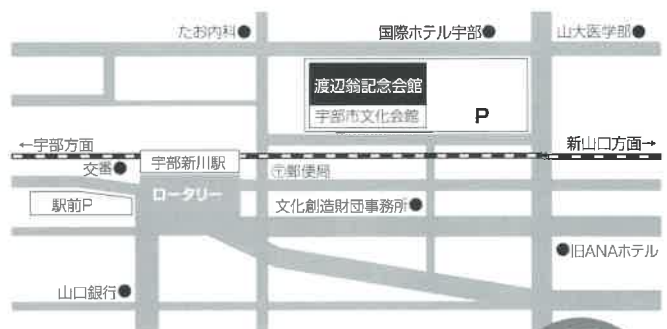 たお内科●
国際ホテル宇部●
山大医学部●
渡辺翁記念会館
宇部市文化会館
P
←宇部方面
新山口方面→
交番●
宇部新川駅
〒郵便局
駅前P
ロータリー
文化創造財団事務所●
●旧ANAホテル
山口銀行●